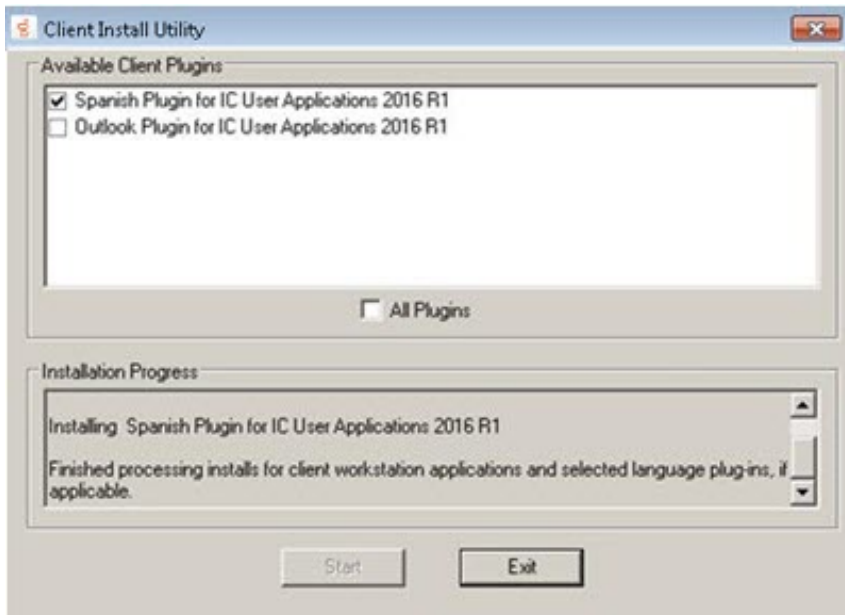 Client Install Utility
Available Client Plugins
Spanish Plugin for IC User Applications 2016 R1
Outlook Plugin for IC User Applications 2016 R1
All Plugins
Installation Progress
Installing Spanish Plugin for IC User Applications 2016 R1
Finished processing installs for client workstation applications and selected language plug-ins, if
applicable.
Start
Exit